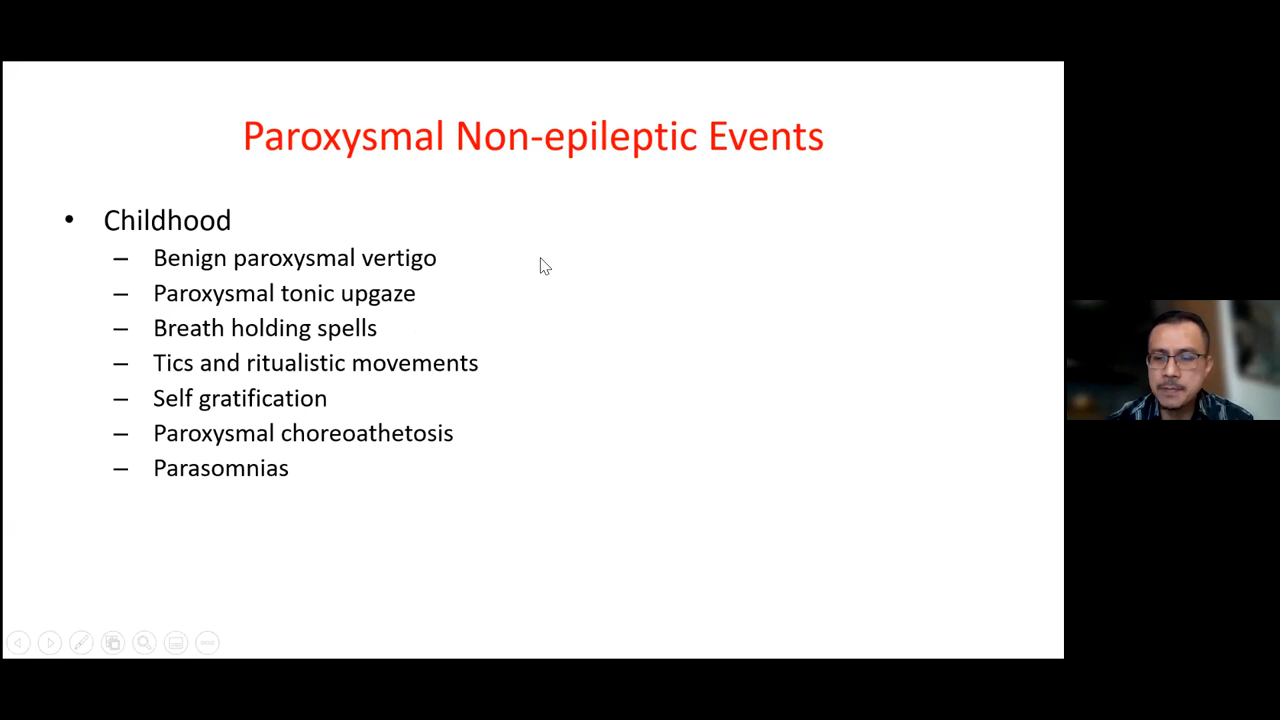 Paroxysmal Non-epileptic Events
• Childhood
– Benign paroxysmal vertigo
– Paroxysmal tonic upgaze
– Breath holding spells
– Tics and ritualistic movements
– Self gratification
– Paroxysmal choreoathetosis
– Parasomnias